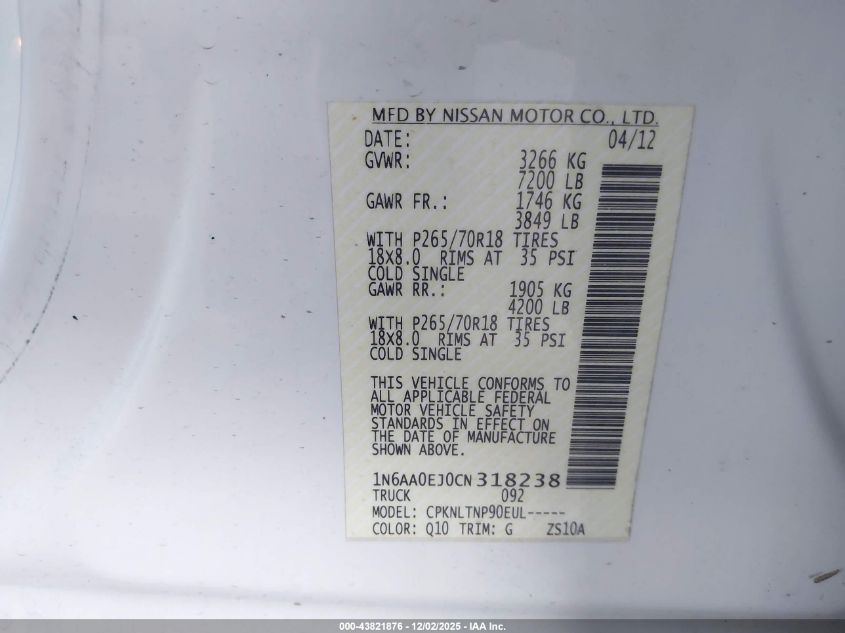 MFD BY NISSAN MOTOR CO., LTD.
DATE: 04/12
GVWR: 3266 KG
7200 LB
GAWR FR.: 1746 KG
3849 LB
WITH P265/70R18 TIRES
18X8.0 RIMS AT 35 PSI
COLD SINGLE
GAWR RR.: 1905 KG
4200 LB
WITH P265/70R18 TIRES
18X8.0 RIMS AT 35 PSI
COLD SINGLE
THIS VEHICLE CONFORMS TO
ALL APPLICABLE FEDERAL
MOTOR VEHICLE SAFETY
STANDARDS IN EFFECT ON
THE DATE OF MANUFACTURE
SHOWN ABOVE.
1N6AA0EJ0CN318238
TRUCK 092
MODEL: CPKNLTNP90EUL-----
COLOR: Q10 TRIM: G ZS10A
000-43821876 - 12/02/2025 - IAA Inc.